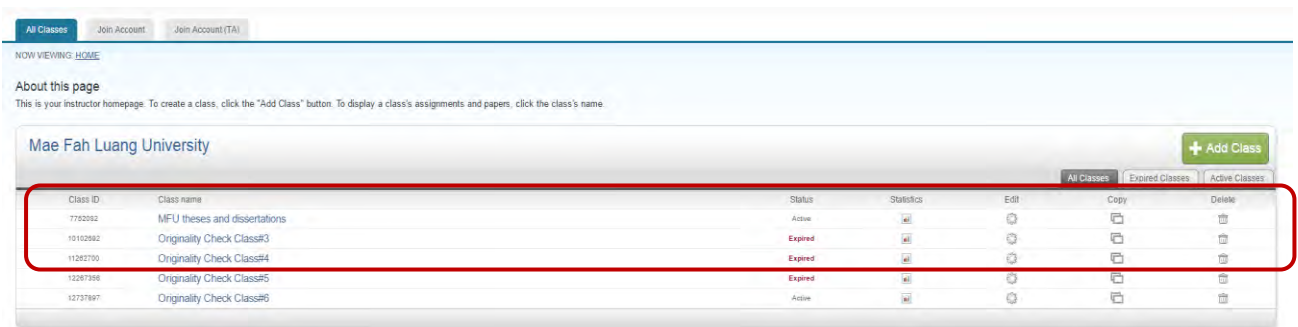 All Classes Join Account Join Account (TA)
NOW VIEWING: HOME
About this page
This is your instructor homepage. To create a class, click the "Add Class" button. To display a class's assignments and papers, click the class's name.
Mae Fah Luang University
Add Class
All Classes Expired Classes Active Classes
Class ID Class name Status Statistics Edit Copy Delete
MFU theses and dissertations Active
10102592 Originality Check Class#3 Expired
11262700 Originality Check Class#4 Expired
12267356 Originality Check Class#5 Expired
12737697 Originality Check Class#6 Active